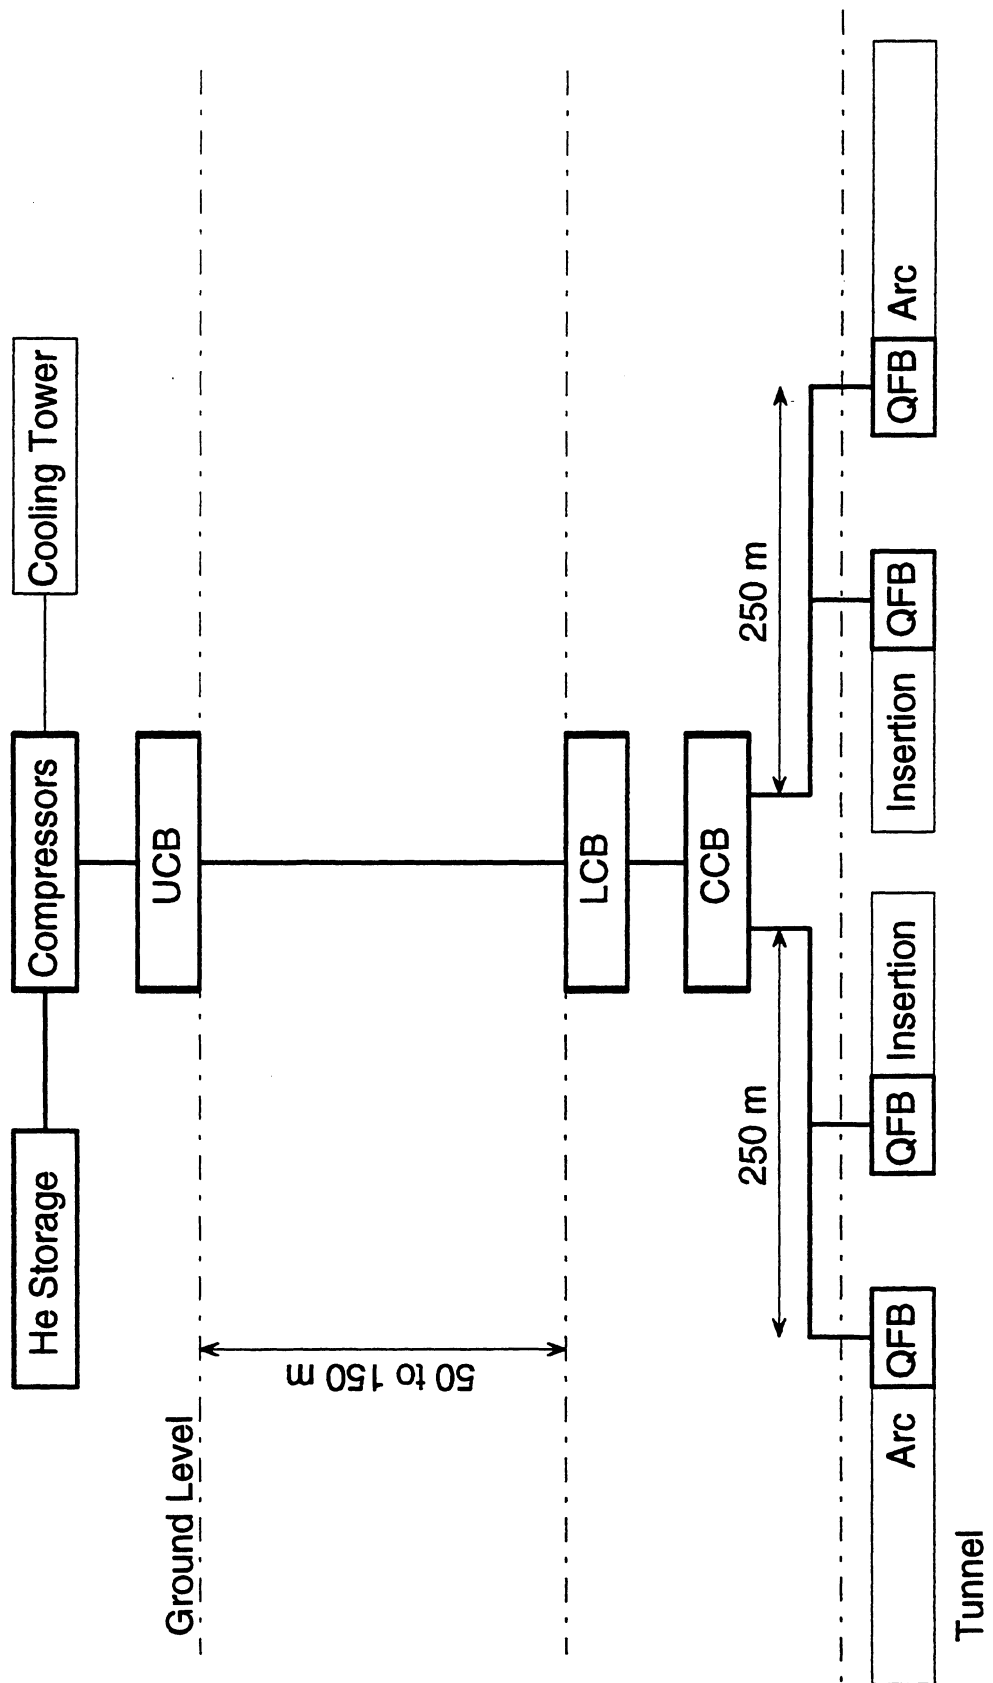 He Storage
Compressors
Cooling Tower
UCB
Ground Level
50 to 150 m
LCB
CCB
250 m
250 m
Arc
QFB
QFB
Insertion
Insertion
QFB
QFB
Arc
Tunnel